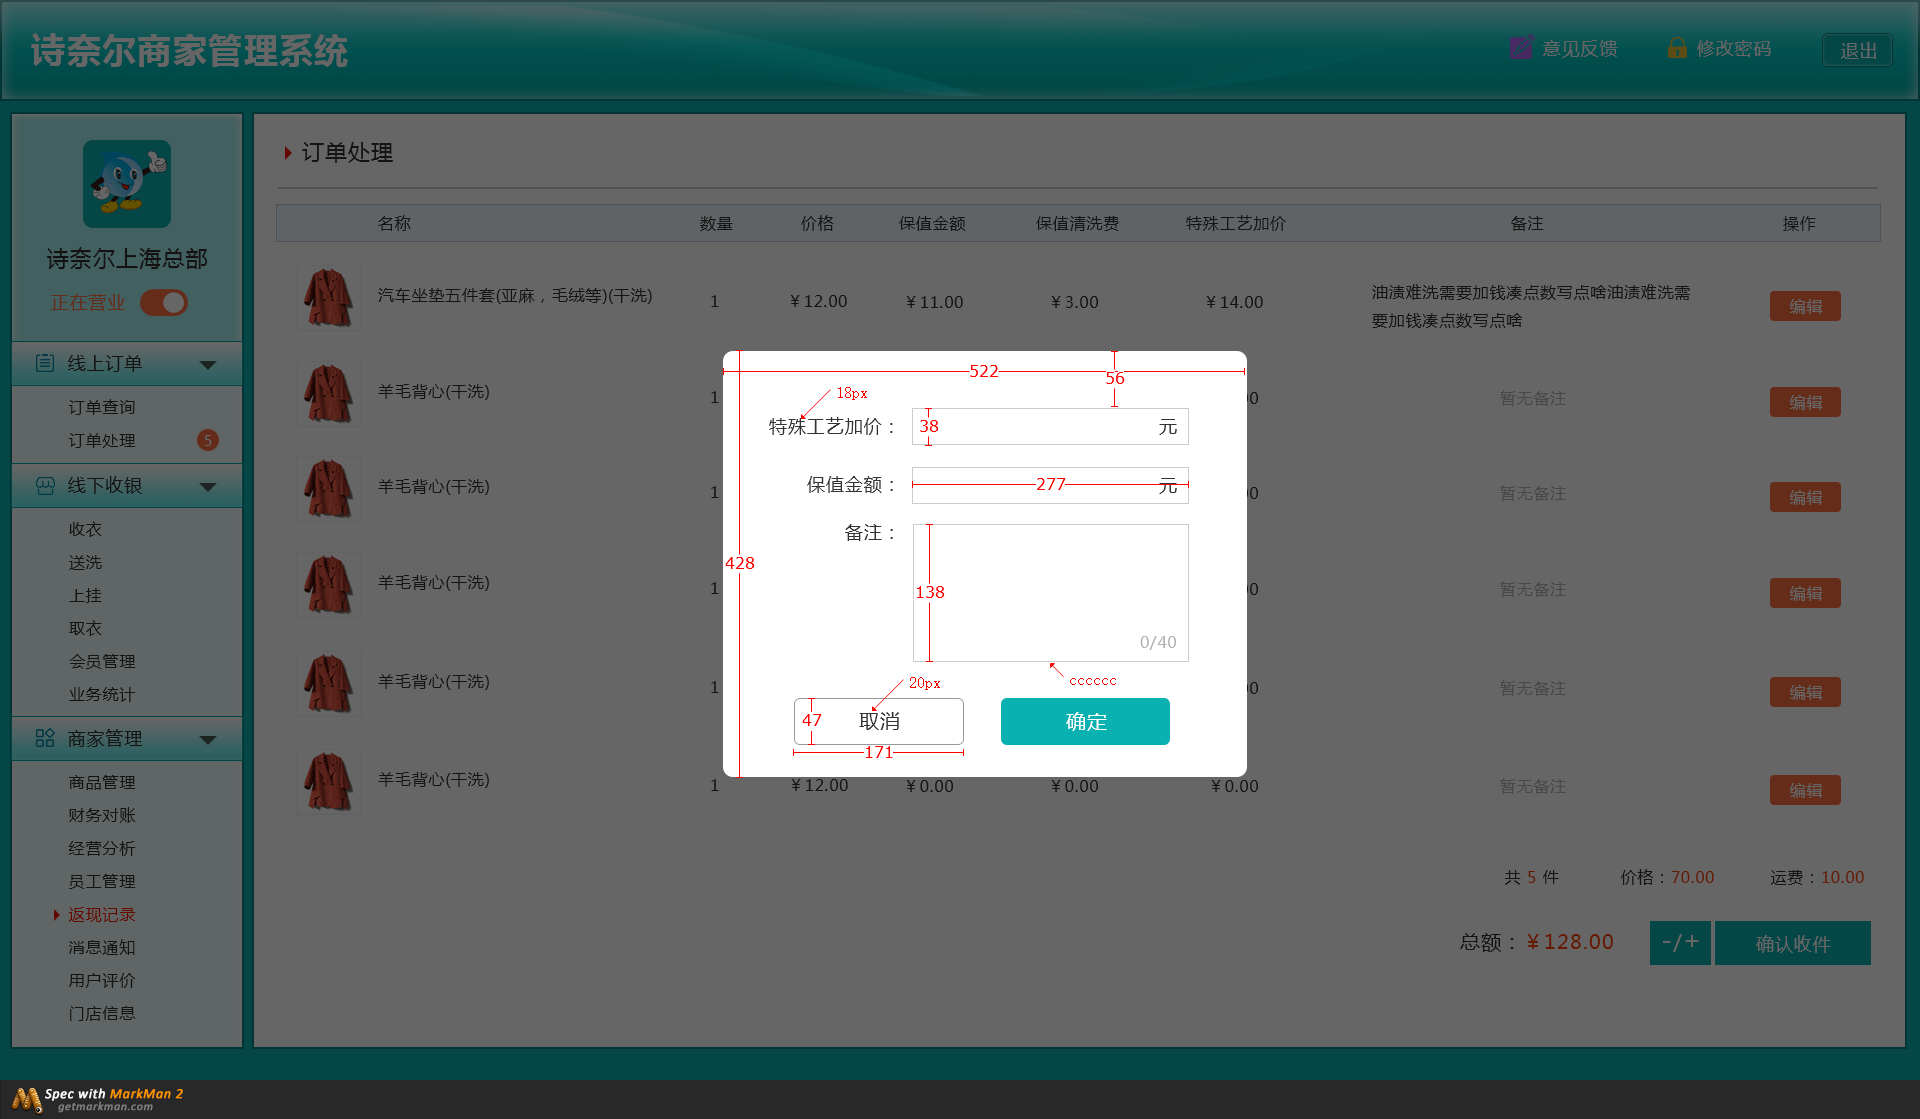 诗奈尔商家管理系统
意见反馈
修改密码
退出
诗奈尔上海总部
正在营业
线上订单
订单查询
订单处理 5
线下收银
收衣
送洗
上挂
取衣
会员管理
业务统计
商家管理
商品管理
财务对账
经营分析
员工管理
返现记录
消息通知
用户评价
门店信息
订单处理
名称 数量 价格 保值金额 保值清洗费 特殊工艺加价 备注 操作
汽车坐垫五件套(亚麻，毛绒等)(干洗) 1 ¥12.00 ¥11.00 ¥3.00 ¥14.00 油渍难洗需要加钱凑点数写点啥油渍难洗需
要加钱凑点数写点啥 编辑
羊毛背心(干洗) 1 0 暂无备注 编辑
羊毛背心(干洗) 1 0 暂无备注 编辑
羊毛背心(干洗) 1 0 暂无备注 编辑
羊毛背心(干洗) 1 0 暂无备注 编辑
羊毛背心(干洗) 1 ¥12.00 ¥0.00 ¥0.00 ¥0.00 暂无备注 编辑
522
56
18px
特殊工艺加价： 38 元
保值金额： 277 元
备注：
428
138
0/40
20px
cccccc
47 取消 确定
171
共 5 件 价格：70.00 运费：10.00
总额：¥128.00 -/+ 确认收件
Spec with MarkMan 2
getmarkman.com